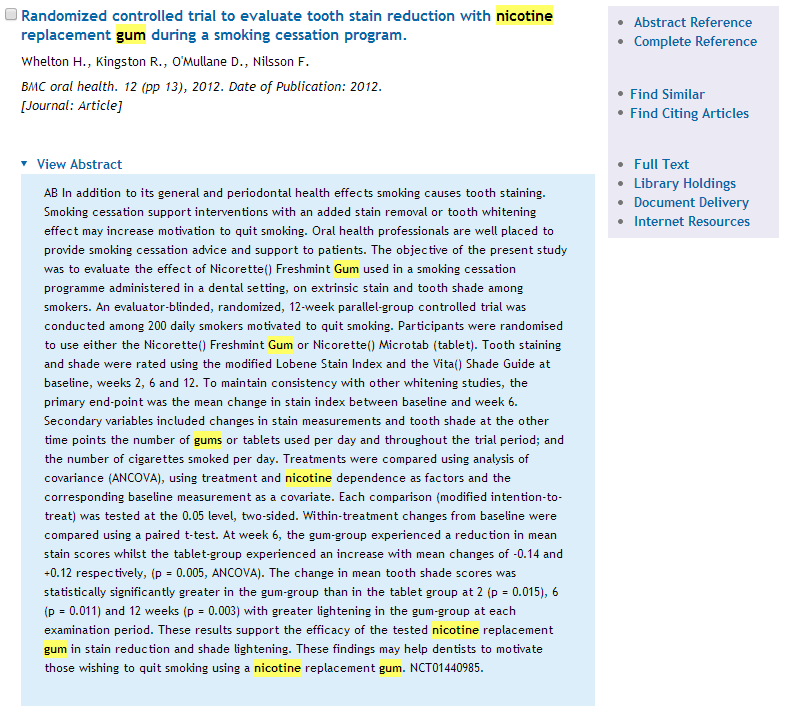 Randomized controlled trial to evaluate tooth stain reduction with nicotine
replacement gum during a smoking cessation program.
Whelton H., Kingston R., O'Mullane D., Nilsson F.
BMC oral health. 12 (pp 13), 2012. Date of Publication: 2012.
[Journal: Article]
View Abstract
AB In addition to its general and periodontal health effects smoking causes tooth staining.
Smoking cessation support interventions with an added stain removal or tooth whitening
effect may increase motivation to quit smoking. Oral health professionals are well placed to
provide smoking cessation advice and support to patients. The objective of the present study
was to evaluate the effect of Nicorette() Freshmint Gum used in a smoking cessation
programme administered in a dental setting, on extrinsic stain and tooth shade among
smokers. An evaluator-blinded, randomized, 12-week parallel-group controlled trial was
conducted among 200 daily smokers motivated to quit smoking. Participants were randomised
to use either the Nicorette() Freshmint Gum or Nicorette() Microtab (tablet). Tooth staining
and shade were rated using the modified Lobene Stain Index and the Vita() Shade Guide at
baseline, weeks 2, 6 and 12. To maintain consistency with other whitening studies, the
primary end-point was the mean change in stain index between baseline and week 6.
Secondary variables included changes in stain measurements and tooth shade at the other
time points the number of gums or tablets used per day and throughout the trial period; and
the number of cigarettes smoked per day. Treatments were compared using analysis of
covariance (ANCOVA), using treatment and nicotine dependence as factors and the
corresponding baseline measurement as a covariate. Each comparison (modified intention-to-
treat) was tested at the 0.05 level, two-sided. Within-treatment changes from baseline were
compared using a paired t-test. At week 6, the gum-group experienced a reduction in mean
stain scores whilst the tablet-group experienced an increase with mean changes of -0.14 and
+0.12 respectively, (p = 0.005, ANCOVA). The change in mean tooth shade scores was
statistically significantly greater in the gum-group than in the tablet group at 2 (p = 0.015), 6
(p = 0.011) and 12 weeks (p = 0.003) with greater lightening in the gum-group at each
examination period. These results support the efficacy of the tested nicotine replacement
gum in stain reduction and shade lightening. These findings may help dentists to motivate
those wishing to quit smoking using a nicotine replacement gum. NCT01440985.
Abstract Reference
Complete Reference
Find Similar
Find Citing Articles
Full Text
Library Holdings
Document Delivery
Internet Resources